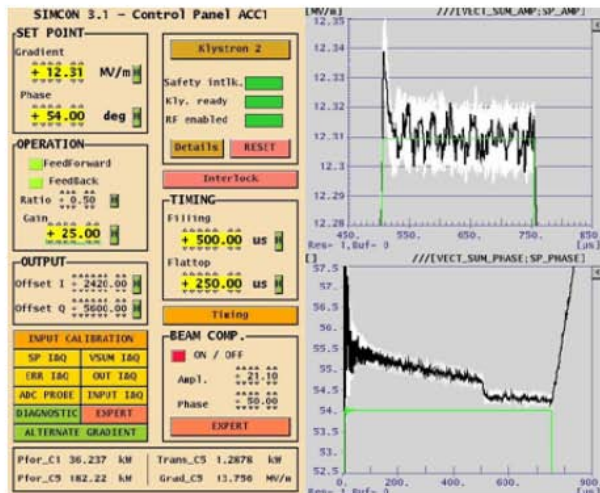 SIMCON 3.1 - Control Panel ACC1
SET POINT
Gradient
+ 12.31 MV/m
Phase
+ 54.00 deg
OPERATION
FeedForward
FeedBack
Ratio + 0.50
Gain
+ 25.00
OUTPUT
Offset I + 2420.00
Offset Q + 5600.00
INPUT CALIBRATION
SP I&Q VSUM I&Q
ERR I&Q OUT I&Q
ADC PROBE INPUT I&Q
DIAGNOSTIC EXPERT
ALTERNATE GRADIENT
Klystron 2
Safety intlk.
Kly. ready
RF enabled
Details RESET
Interlock
TIMING
Filling
+ 500.00 us
Flattop
+ 250.00 us
Timing
BEAM COMP.
ON / OFF
Ampl. + 21.10
Phase + 50.00
EXPERT
Pfor_C1 36.237 kW Trans_C5 1.2878 kW
Pfor_C5 182.22 kW Grad_C5 13.756 MV/m
[MV/m] ///[VECT_SUM_AMP;SP_AMP]
12.35
12.34
12.33
12.32
12.31
12.30
12.29
12.28
450. 550. 650. 750. 850
Res= 1,Buf= 0 [us]
[] ///[VECT_SUM_PHASE;SP_PHASE]
57.5
56.5
55.5
54.5
53.5
52.5
0 200. 400. 600. 900.
Res= 1,Buf= 0 [us]